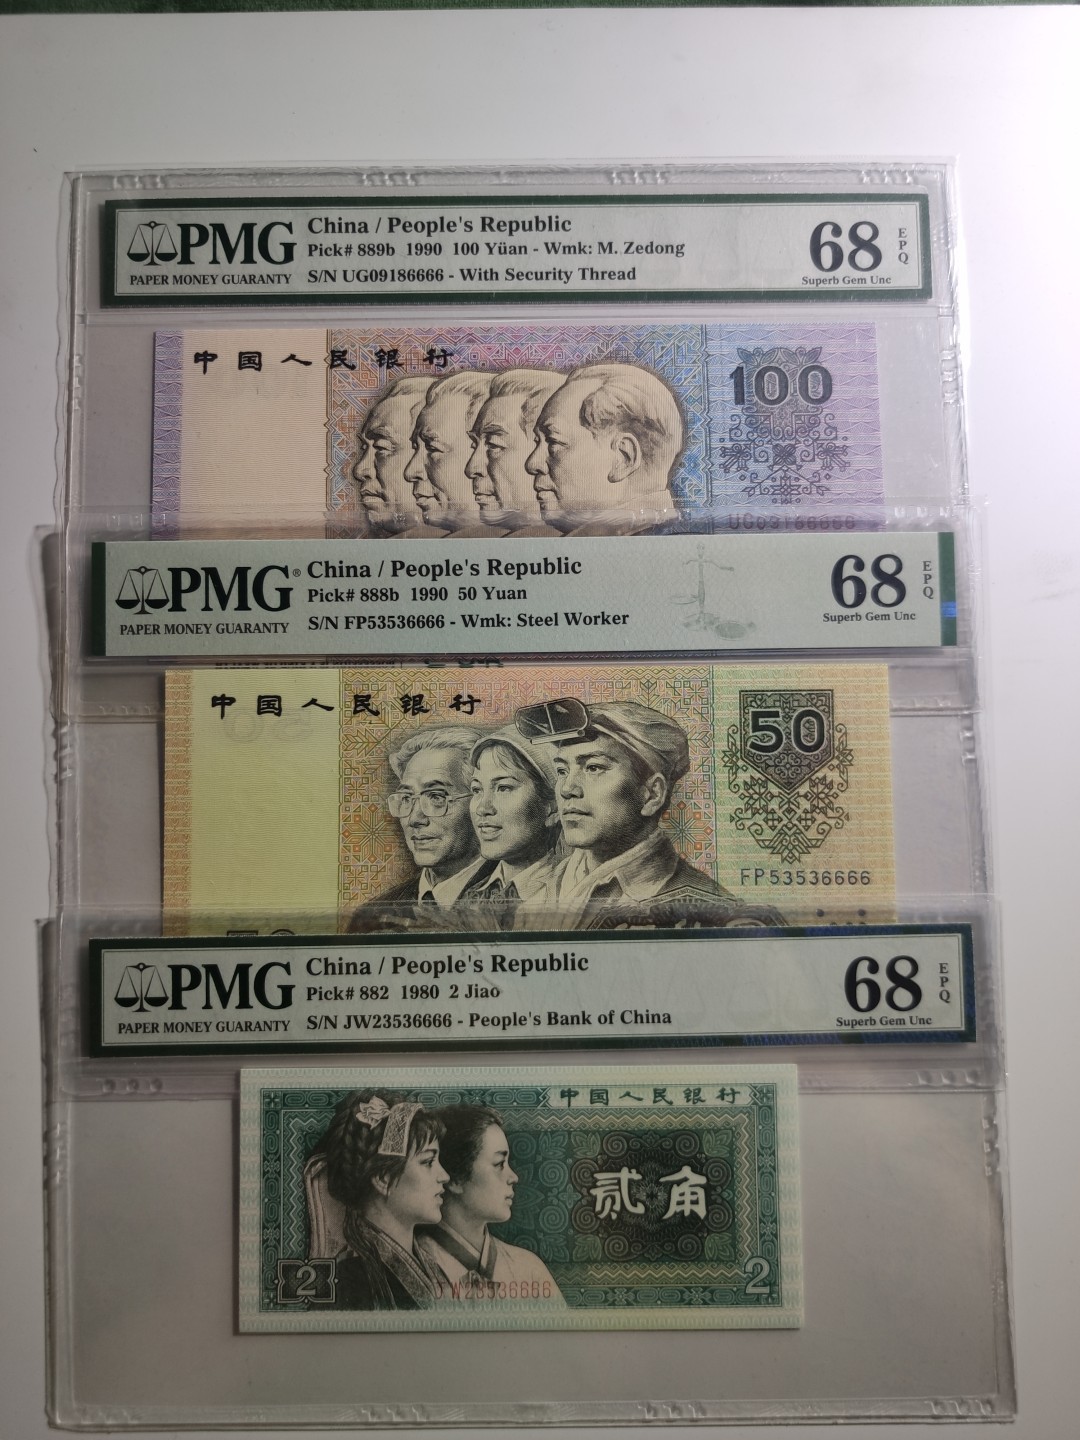 PMG
PAPER MONEY GUARANTY
China / People's Republic
Pick# 889b 1990 100 Yüan - Wmk: M. Zedong
S/N UG09186666 - With Security Thread
68
EPQ
Superb Gem Unc
中国人民银行
100
PMG®
PAPER MONEY GUARANTY
China / People's Republic
Pick# 888b 1990 50 Yuan
S/N FP53536666 - Wmk: Steel Worker
68
EPQ
Superb Gem Unc
中国人民银行
50
FP53536666
PMG
PAPER MONEY GUARANTY
China / People's Republic
Pick# 882 1980 2 Jiao
S/N JW23536666 - People's Bank of China
68
EPQ
Superb Gem Unc
中国人民银行
贰角
2
JW23536666
2